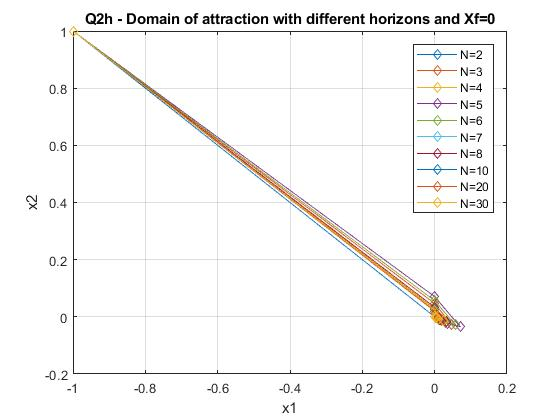 Q2h - Domain of attraction with different horizons and Xf=0
1
0.8
0.6
0.4
0.2
0
-0.2
x2
-1
-0.8
-0.6
-0.4
-0.2
0
0.2
x1
N=2
N=3
N=4
N=5
N=6
N=7
N=8
N=10
N=20
N=30